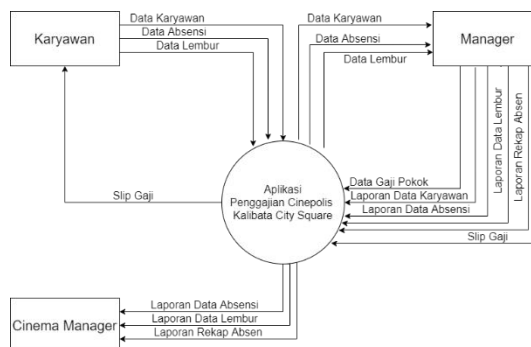 Karyawan
Data Karyawan
Data Absensi
Data Lembur
Data Karyawan
Data Absensi
Data Lembur
Manager
Laporan Data Lembur
Laporan Rekap Absen
Aplikasi
Penggajian Cinepolis
Kalibata City Square
Slip Gaji
Data Gaji Pokok
Laporan Data Karyawan
Laporan Data Absensi
Slip Gaji
Cinema Manager
Laporan Data Absensi
Laporan Data Lembur
Laporan Rekap Absen